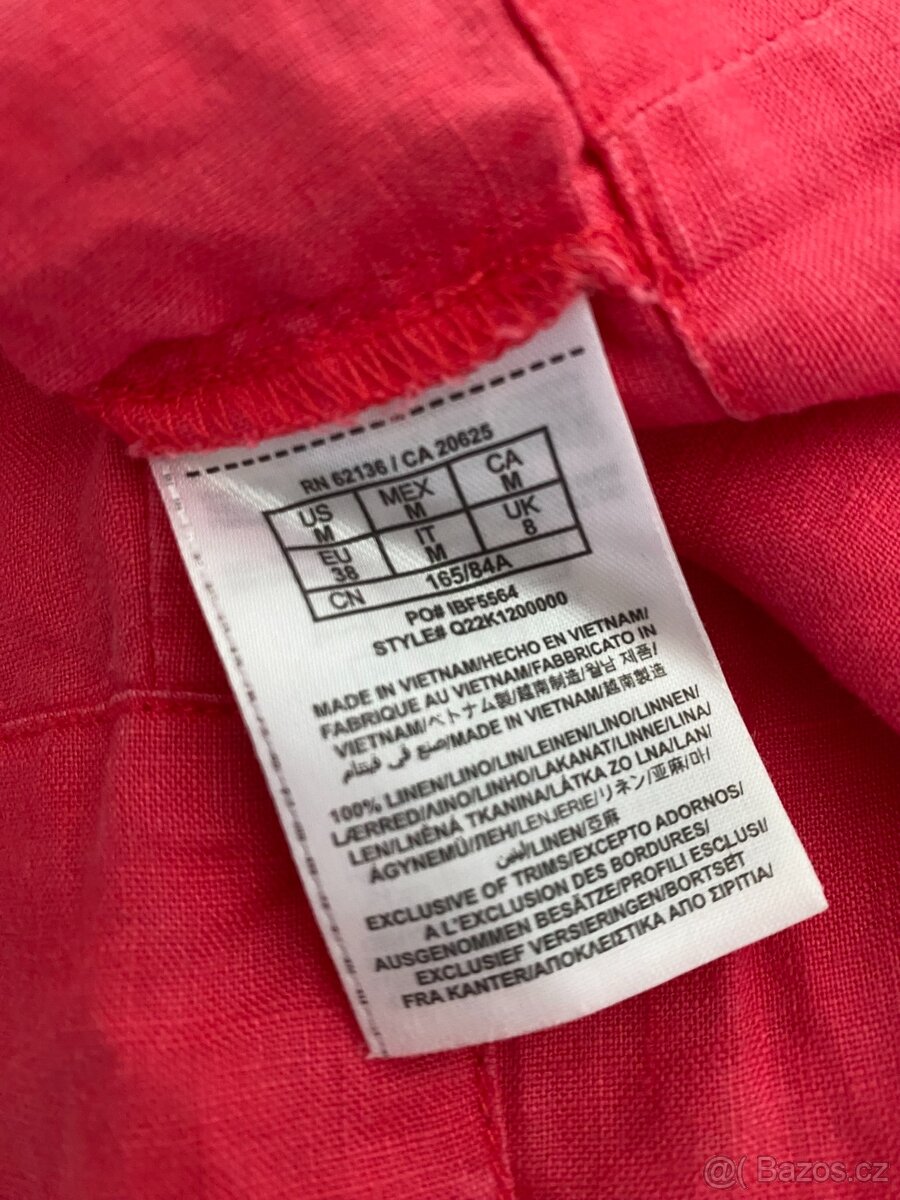 RN 62136 / CA 20625
US MEX CA
M M M
EU IT UK
38 M 8
CN 165/84A
PO# IBF5564
STYLE# Q22K1200000
MADE IN VIETNAM/HECHO EN VIETNAM/
FABRIQUE AU VIETNAM/FABBRICATO IN
VIETNAM/ベトナム製/越南制造/월남 제품/
صنع في فيتنام/MADE IN VIETNAM/越南製造
100% LINEN/LINO/LIN/LEINEN/LINO/LINNEN/
LÆRRED/ΛΙΝΟ/LINHO/LAKANAT/LINNE/LINA/
LEN/LNĚNÁ TKANINA/LÁTKA ZO LNA/LAN/
ÁGYNEMŰ/ЛЕН/LENJERIE/リネン/亚麻/마/
اللينين/LINEN/亞麻
EXCLUSIVE OF TRIMS/EXCEPTO ADORNOS/
A L'EXCLUSION DES BORDURES/
AUSGENOMMEN BESÄTZE/PROFILI ESCLUSI/
EXCLUSIEF VERSIERINGEN/BORTSET
FRA KANTER/ΑΠΟΚΛΕΙΣΤΙΚΑ ΑΠΟ ΣΙΡΙΤΙΑ/
@( Bazos.cz